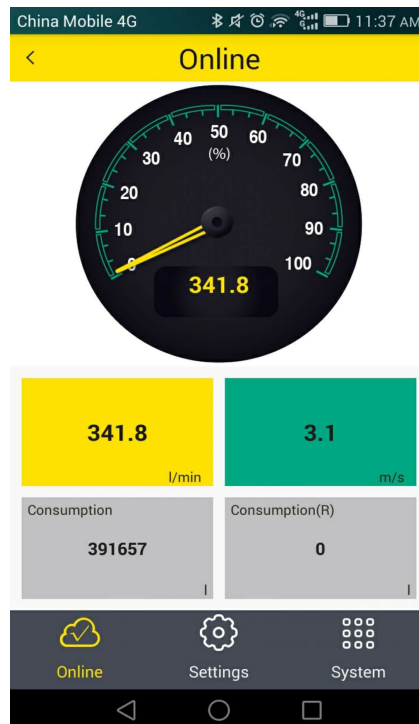 China Mobile 4G 4G G 11:37 AM
Online
50
40 60
(%)
30 70
20 80
10 90
0 100
341.8
341.8 3.1
l/min m/s
Consumption Consumption(R)
391657 0
l l
Online Settings System